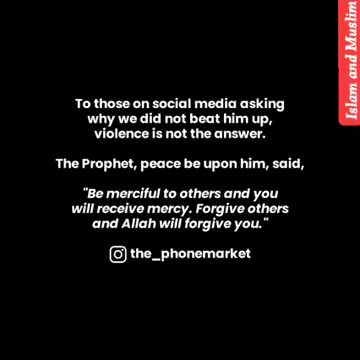 To those on social media asking
why we did not beat him up,
violence is not the answer.
The Prophet, peace be upon him, said,
"Be merciful to others and you
will receive mercy. Forgive others
and Allah will forgive you."
the_phonemarket
Islam and Muslim